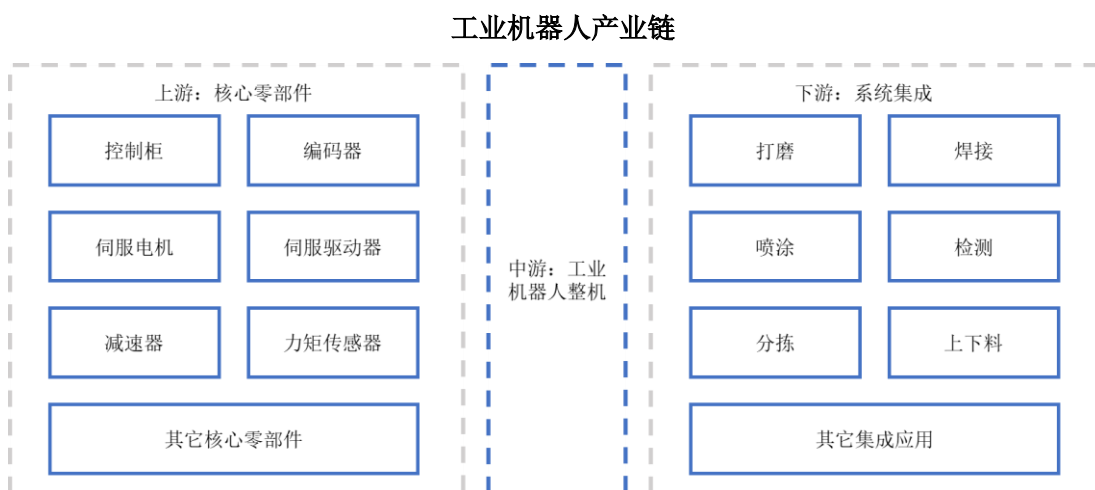 工业机器人产业链
上游：核心零部件
控制柜
编码器
伺服电机
伺服驱动器
减速器
力矩传感器
其它核心零部件
中游：工业
机器人整机
下游：系统集成
打磨
焊接
喷涂
检测
分拣
上下料
其它集成应用